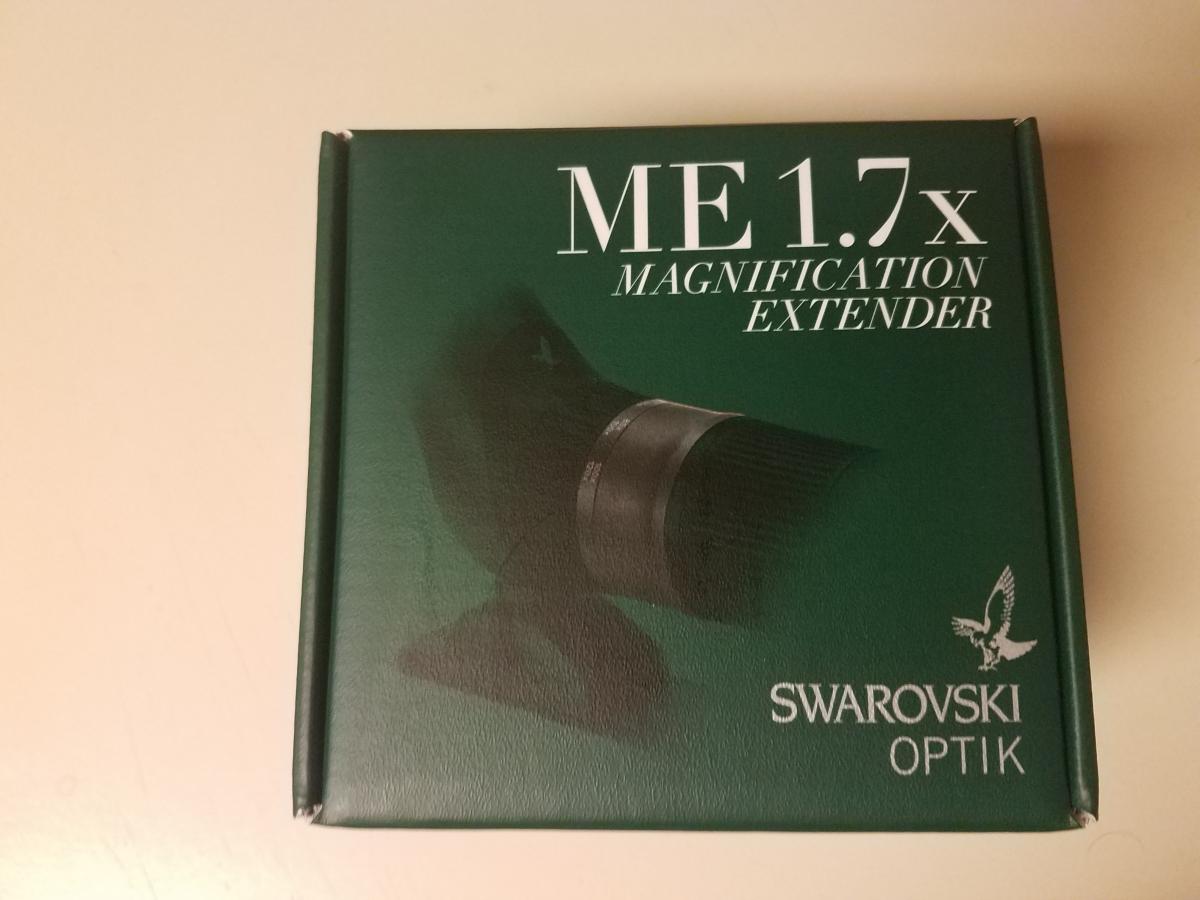 ME 1.7x
MAGNIFICATION
EXTENDER
SWAROVSKI
OPTIK